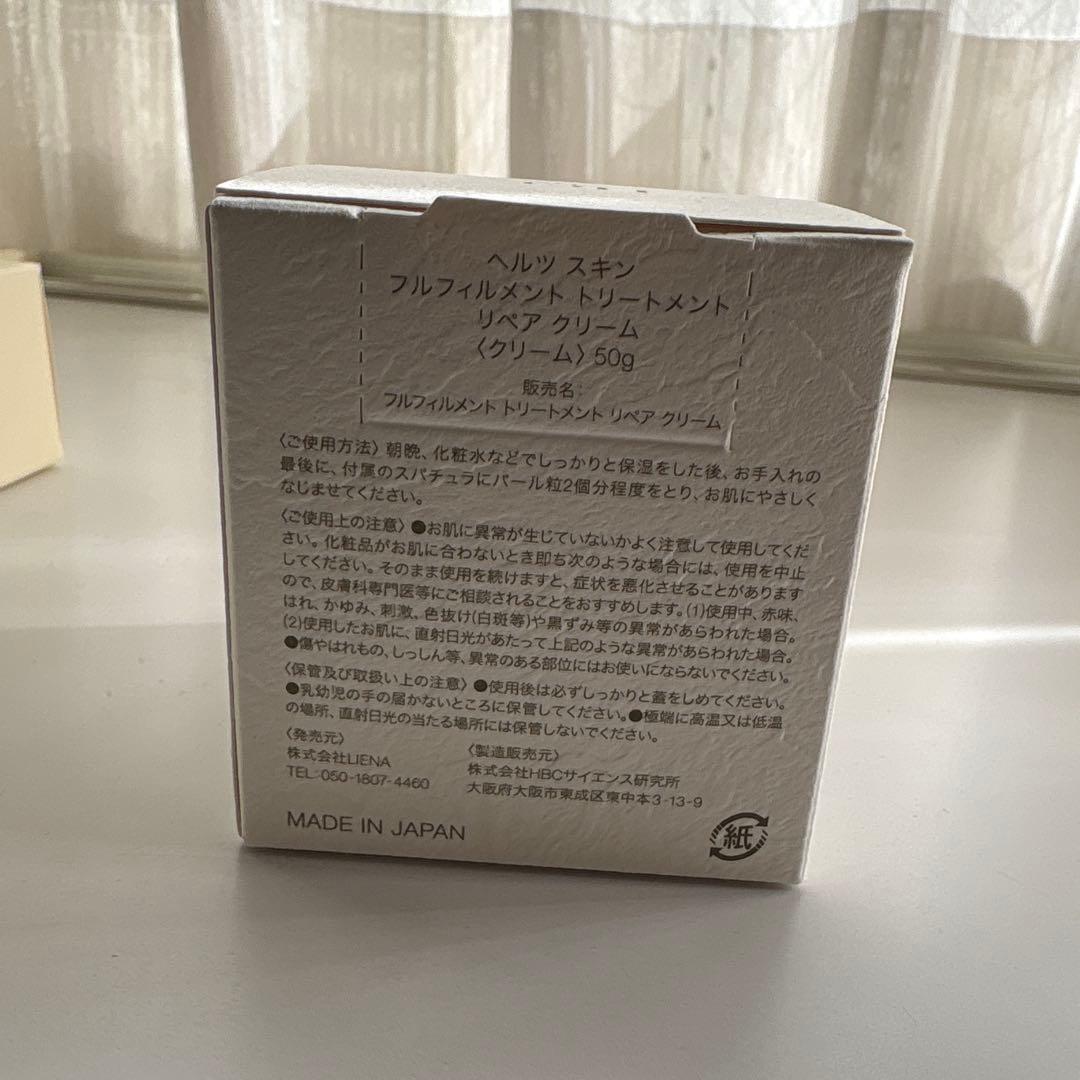 ヘルツ スキン
フルフィルメント トリートメント
リペア クリーム
〈クリーム〉50g
販売名:
フルフィルメント トリートメント リペア クリーム
〈ご使用方法〉朝晩、化粧水などでしっかりと保湿をした後、お手入れの
最後に、付属のスパチュラにパール粒2個分程度をとり、お肌にやさしく
なじませてください。
〈ご使用上の注意〉●お肌に異常が生じていないかよく注意して使用してくだ
さい。化粧品がお肌に合わないとき即ち次のような場合には、使用を中止
してください。そのまま使用を続けますと、症状を悪化させることがあります
ので、皮膚科専門医等にご相談されることをおすすめします。(1)使用中、赤味、
はれ、かゆみ、刺激、色抜け(白斑等)や黒ずみ等の異常があらわれた場合。
(2)使用したお肌に、直射日光があたって上記のような異常があらわれた場合。
●傷やはれもの、しっしん等、異常のある部位にはお使いにならないでください。
〈保管及び取扱い上の注意〉●使用後は必ずしっかりと蓋をしめてください。
●乳幼児の手の届かないところに保管してください。●極端に高温又は低温
の場所、直射日光の当たる場所には保管しないでください。
〈発売元〉
株式会社LIENA
TEL:050-1807-4460
〈製造販売元〉
株式会社HBCサイエンス研究所
大阪府大阪市東成区東中本3-13-9
MADE IN JAPAN
紙